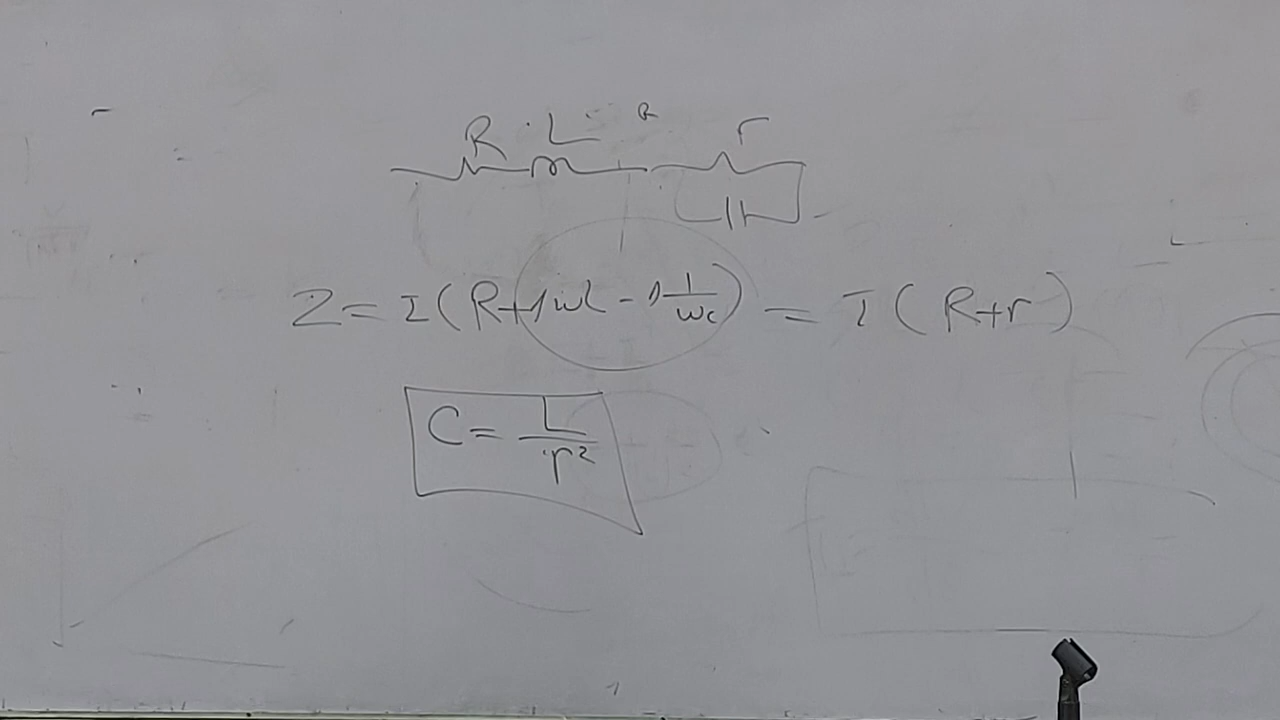 R L R r
Z = I ( R + jωL - j 1/ωc ) = I ( R + r )
C = L/r²